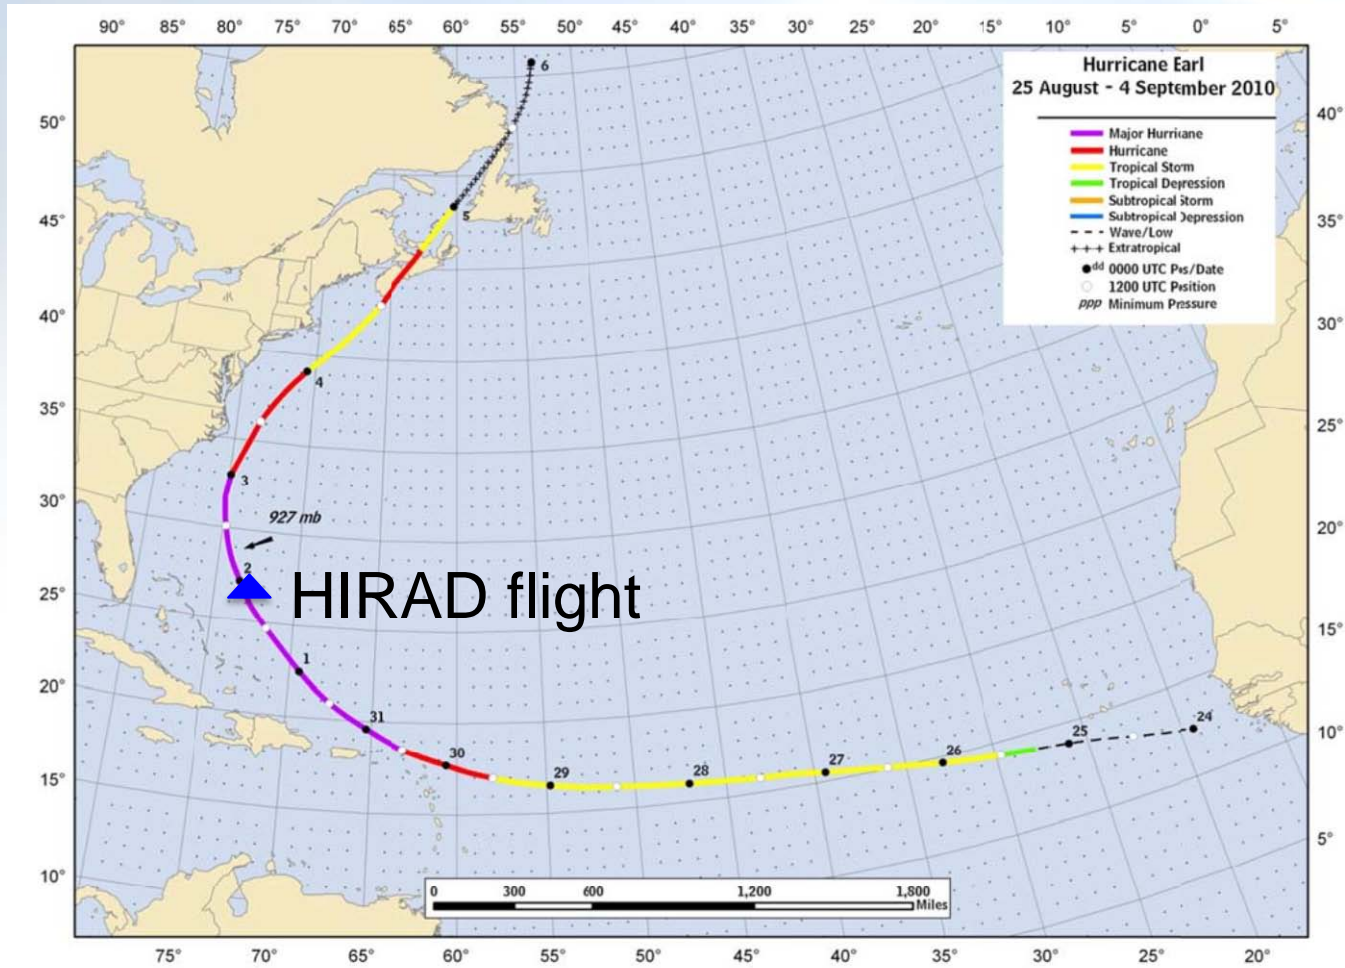 90° 85° 80° 75° 70° 65° 60° 55° 50° 45° 40° 35° 30° 25° 20° 15° 10° 5° 0° 5°
Hurricane Earl
25 August - 4 September 2010
Major Hurricane
Hurricane
Tropical Storm
Tropical Depression
Subtropical Storm
Subtropical Depression
Wave/Low
Extratropical
dd 0000 UTC Pos/Date
1200 UTC Position
ppp Minimum Pressure
50°
45°
40°
35°
30°
25°
20°
15°
10°
40°
35°
30°
25°
20°
15°
10°
5°
6
5
4
3
927 mb
2
HIRAD flight
1
31
30
29
28
27
26
25
24
0 300 600 1,200 1,800
Miles
75° 70° 65° 60° 55° 50° 45° 40° 35° 30° 25° 20°